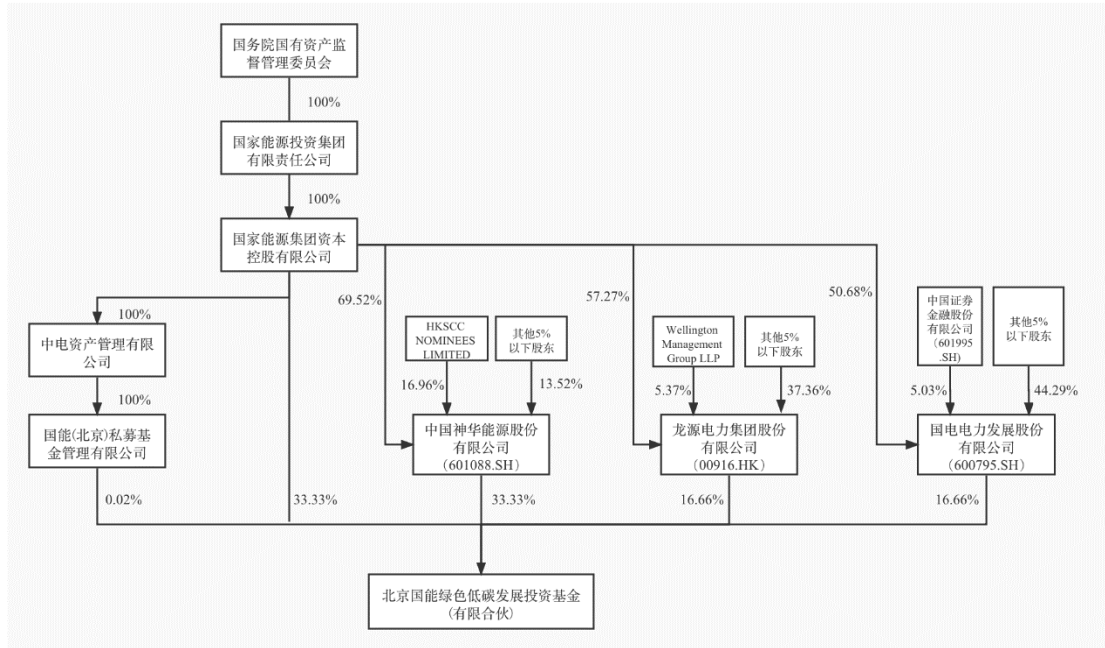 国务院国有资产监
督管理委员会
100%
国家能源投资集团
有限责任公司
100%
国家能源集团资本
控股有限公司
69.52%
57.27%
50.68%
100%
中电资产管理有限
公司
HKSCC
NOMINEES
LIMITED
其他5%
以下股东
Wellington
Management
Group LLP
其他5%
以下股东
中国证券
金融股份
有限公司
(601995
.SH)
其他5%
以下股东
100%
16.96%
13.52%
5.37%
37.36%
5.03%
44.29%
国能(北京)私募基
金管理有限公司
中国神华能源股份
有限公司
(601088.SH)
龙源电力集团股份
有限公司
(00916.HK)
国电电力发展股份
有限公司
(600795.SH)
0.02%
33.33%
33.33%
16.66%
16.66%
北京国能绿色低碳发展投资基金
(有限合伙)